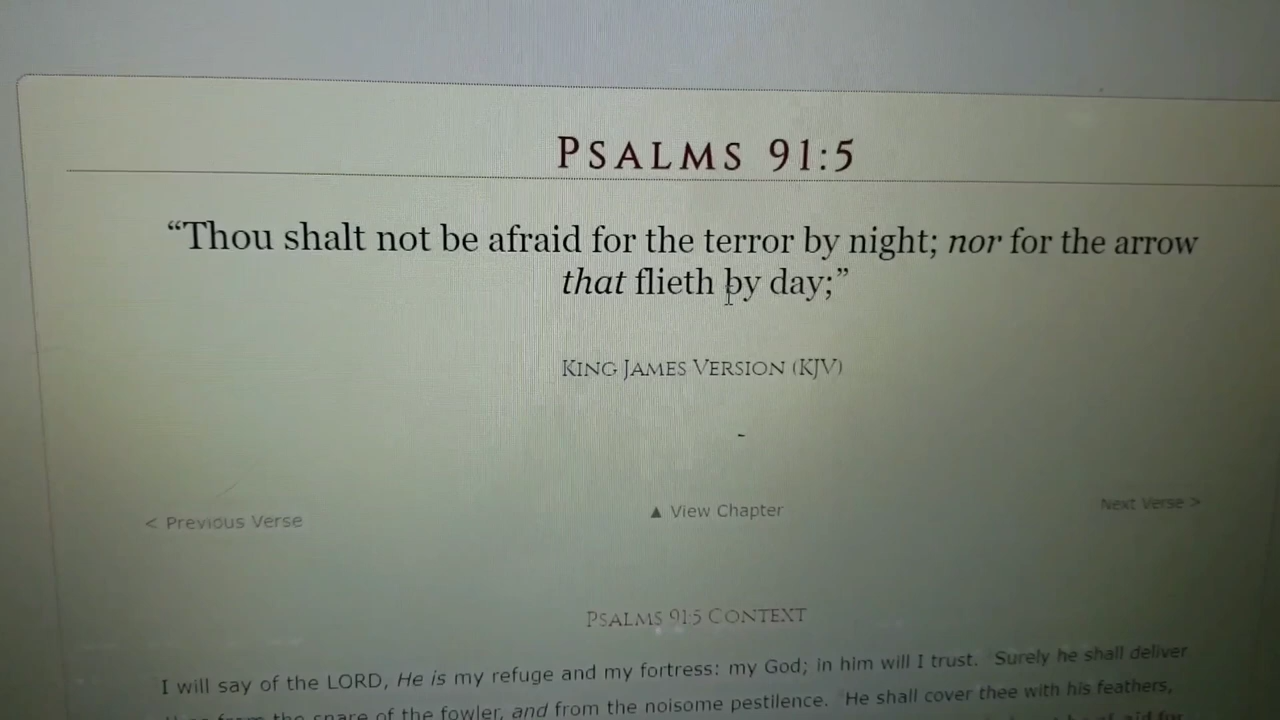 PSALMS 91:5
“Thou shalt not be afraid for the terror by night; nor for the arrow
that flieth by day;”
KING JAMES VERSION (KJV)
-
< Previous Verse ▲ View Chapter Next Verse >
PSALMS 91:5 CONTEXT
I will say of the LORD, He is my refuge and my fortress: my God; in him will I trust. Surely he shall deliver
the snare of the fowler, and from the noisome pestilence. He shall cover thee with his feathers,